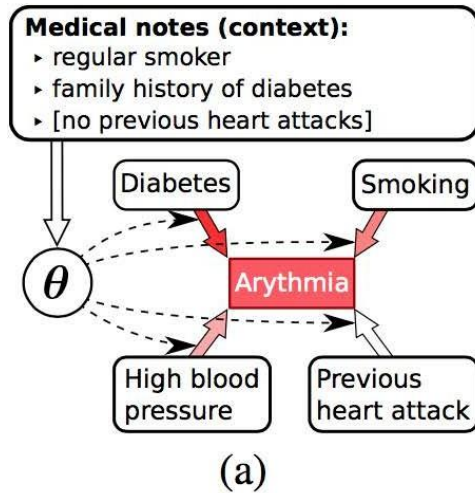 Medical notes (context):
‣ regular smoker
‣ family history of diabetes
‣ [no previous heart attacks]
Diabetes
Smoking
θ
Arythmia
High blood
pressure
Previous
heart attack
(a)